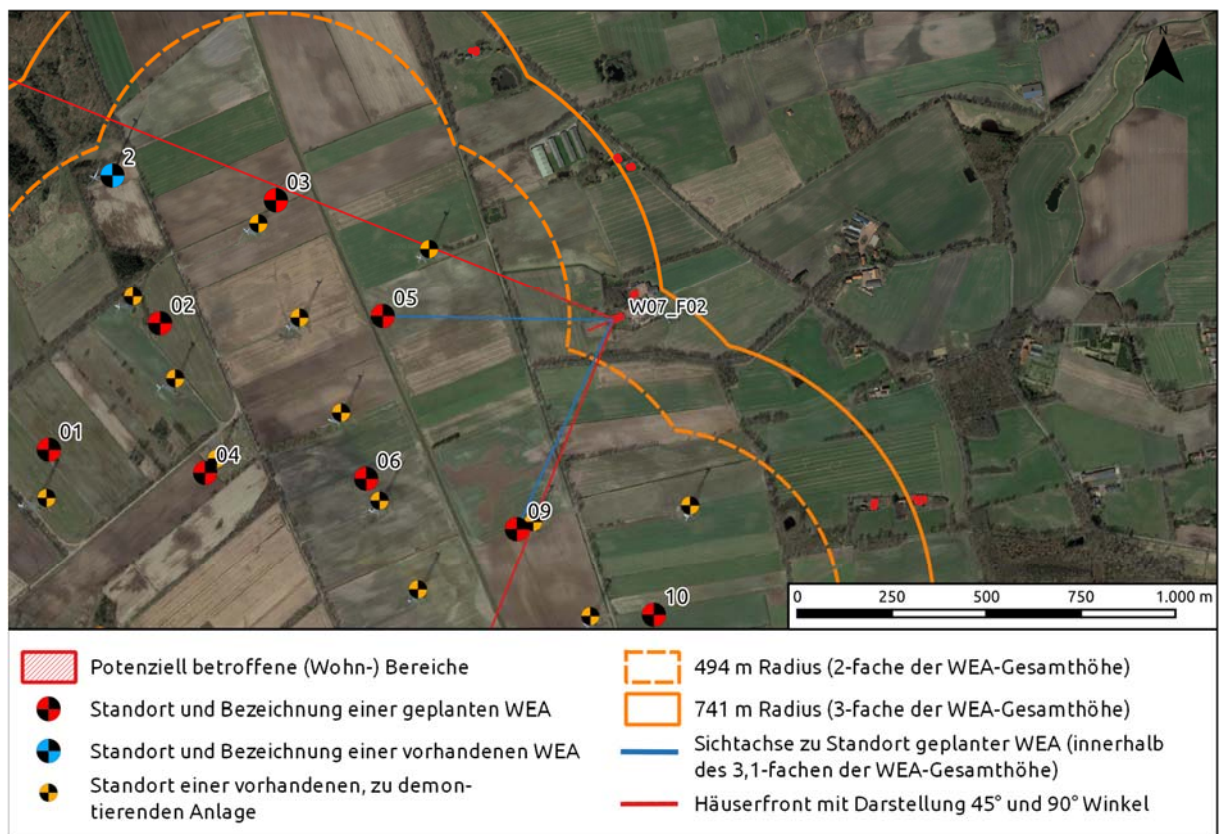 N
2
03
02
05
W07_F02
01
04
06
09
10
0 250 500 750 1.000 m
Potenziell betroffene (Wohn-) Bereiche
Standort und Bezeichnung einer geplanten WEA
Standort und Bezeichnung einer vorhandenen WEA
Standort einer vorhandenen, zu demon-
tierenden Anlage
494 m Radius (2-fache der WEA-Gesamthöhe)
741 m Radius (3-fache der WEA-Gesamthöhe)
Sichtachse zu Standort geplanter WEA (innerhalb
des 3,1-fachen der WEA-Gesamthöhe)
Häuserfront mit Darstellung 45° und 90° Winkel